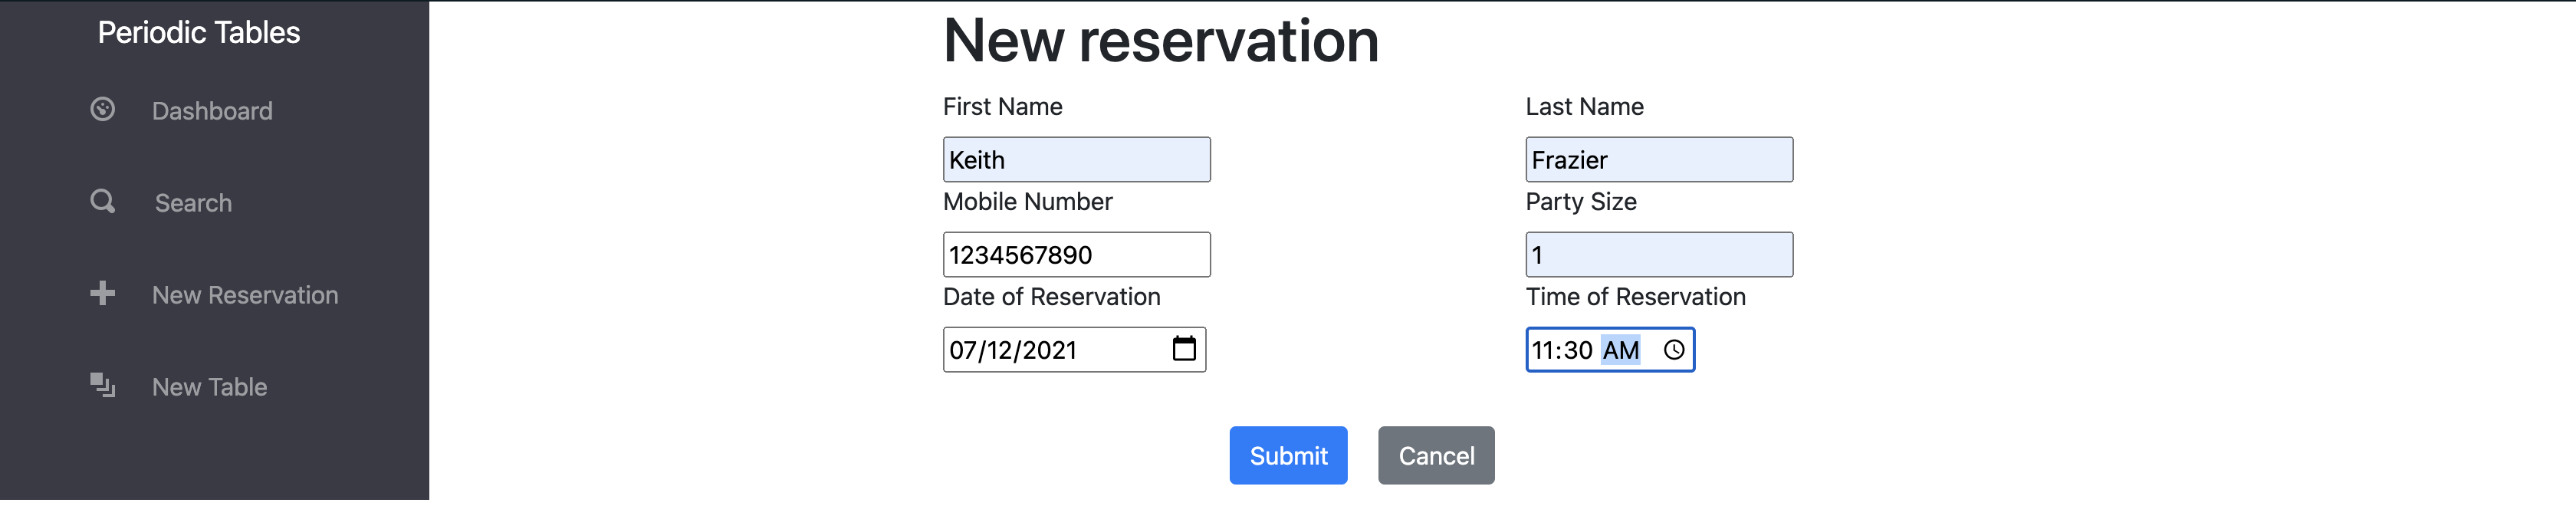 Periodic Tables
Dashboard
Search
New Reservation
New Table
New reservation
First Name
Last Name
Keith
Frazier
Mobile Number
Party Size
1234567890
1
Date of Reservation
Time of Reservation
07/12/2021
11:30 AM
Submit
Cancel